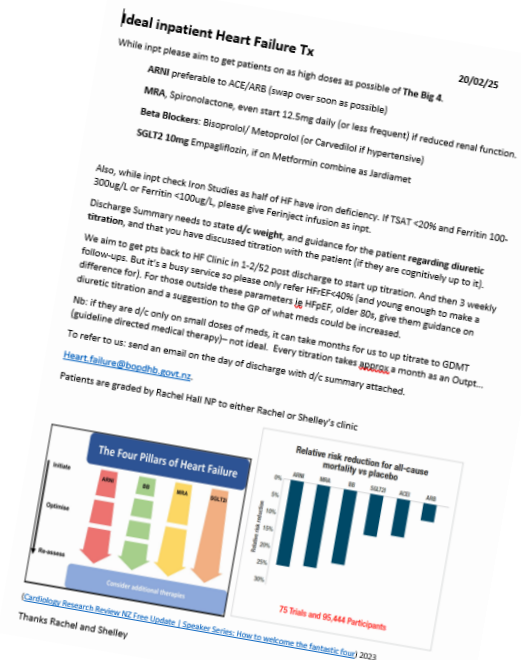 Ideal inpatient Heart Failure Tx
20/02/25
While inpt please aim to get patients on as high doses as possible of The Big 4.
ARNI preferable to ACE/ARB (swap over soon as possible)
MRA, Spironolactone, even start 12.5mg daily (or less frequent) if reduced renal function.
Beta Blockers: Bisoprolol/ Metoprolol (or Carvedilol if hypertensive)
SGLT2 10mg Empagliflozin, if on Metformin combine as Jardiamet
Also, while inpt check Iron Studies as half of HF have iron deficiency. If TSAT <20% and Ferritin 100-
300ug/L or Ferritin <100ug/L, please give Ferinject infusion as inpt.
Discharge Summary needs to state d/c weight, and guidance for the patient regarding diuretic
titration, and that you have discussed titration with the patient (if they are cognitively up to it).
We aim to get pts back to HF Clinic in 1-2/52 post discharge to start up titration. And then 3 weekly
follow-ups. But it's a busy service so please only refer HFrEF<40% (and young enough to make a
difference for). For those outside these parameters ie HFpEF, older 80s, give them guidance on
diuretic titration and a suggestion to the GP of what meds could be increased.
Nb: if they are d/c only on small doses of meds, it can take months for us to up titrate to GDMT
(guideline directed medical therapy)– not ideal. Every titration takes approx a month as an Outpt...
To refer to us: send an email on the day of discharge with d/c summary attached.
Heart.failure@bopdhb.govt.nz.
Patients are graded by Rachel Hall NP to either Rachel or Shelley's clinic
The Four Pillars of Heart Failure
Initiate
Optimise
Re-assess
ARNI
BB
MRA
SGLT2i
Consider additional therapies
Relative risk reduction for all-cause
mortality vs placebo
ARNI
MRA
BB
SGLT2i
ACEi
ARB
Relative risk reduction
0%
5%
10%
15%
20%
25%
30%
75 Trials and 95,444 Participants
(Cardiology Research Review NZ Free Update | Speaker Series: How to welcome the fantastic four) 2023
Thanks Rachel and Shelley